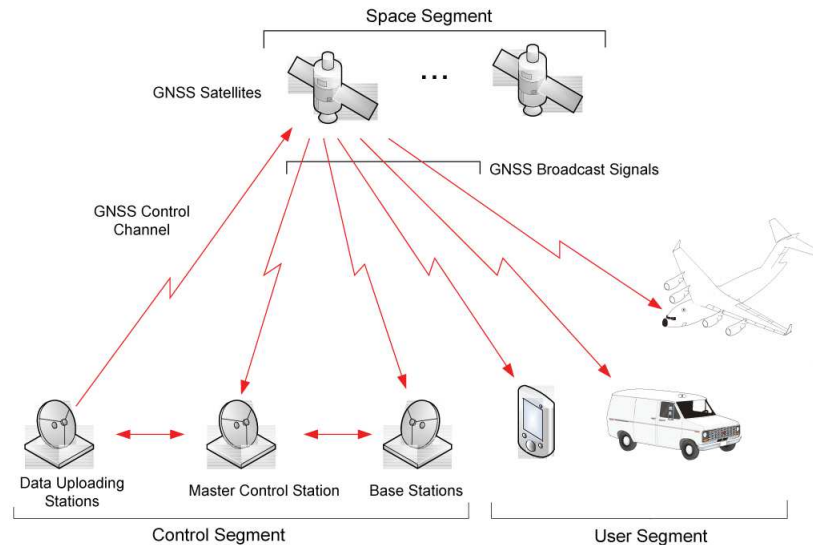 Space Segment
GNSS Satellites
...
GNSS Broadcast Signals
GNSS Control
Channel
Data Uploading
Stations
Master Control Station
Base Stations
Control Segment
User Segment